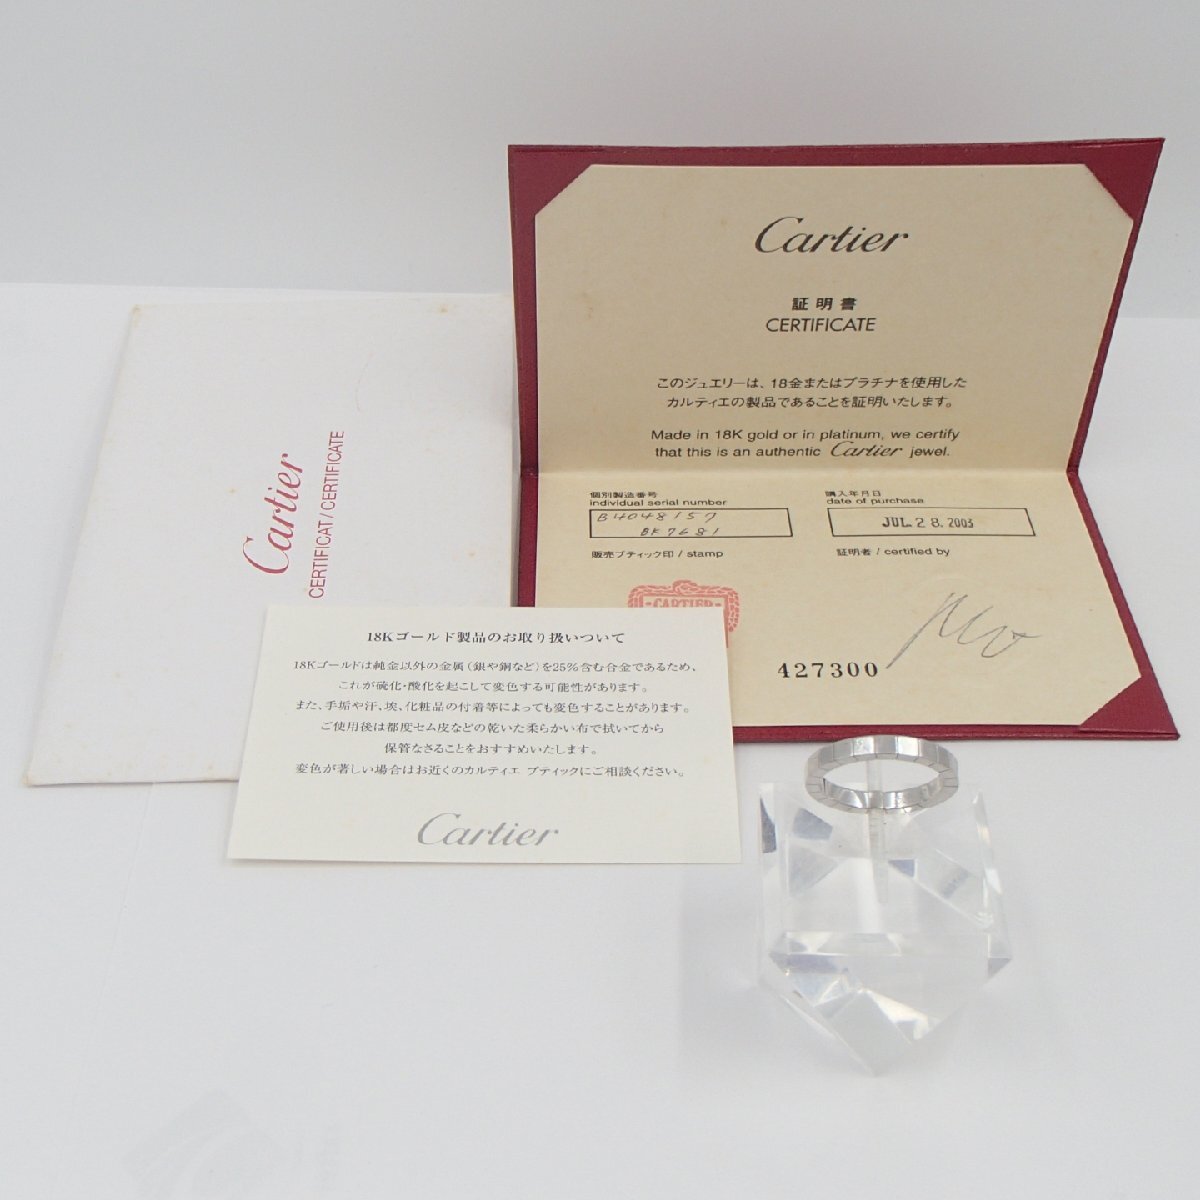 Cartier
CERTIFICAT/CERTIFICATE
Cartier
証明書
CERTIFICATE
このジュエリーは、18金またはプラチナを使用した
カルティエの製品であることを証明いたします。
Made in 18K gold or in platinum, we certify
that this is an authentic Cartier jewel.
個別製造番号
individual serial number
B4048157
BK7681
購入年月日
date of purchase
JUL. 28. 2003
販売ブティック印 / stamp
証明者 / certified by
CARTIER
427300
18Kゴールド製品のお取り扱いついて
18Kゴールドは純金以外の金属(銀や銅など)を25%含む合金であるため、
これが硫化・酸化を起こして変色する可能性があります。
また、手垢や汗、埃、化粧品の付着等によっても変色することがあります。
ご使用後は都度セム皮などの乾いた柔らかい布で拭いてから
保管なさることをおすすめいたします。
変色が著しい場合はお近くのカルティエ ブティックにご相談ください。
Cartier